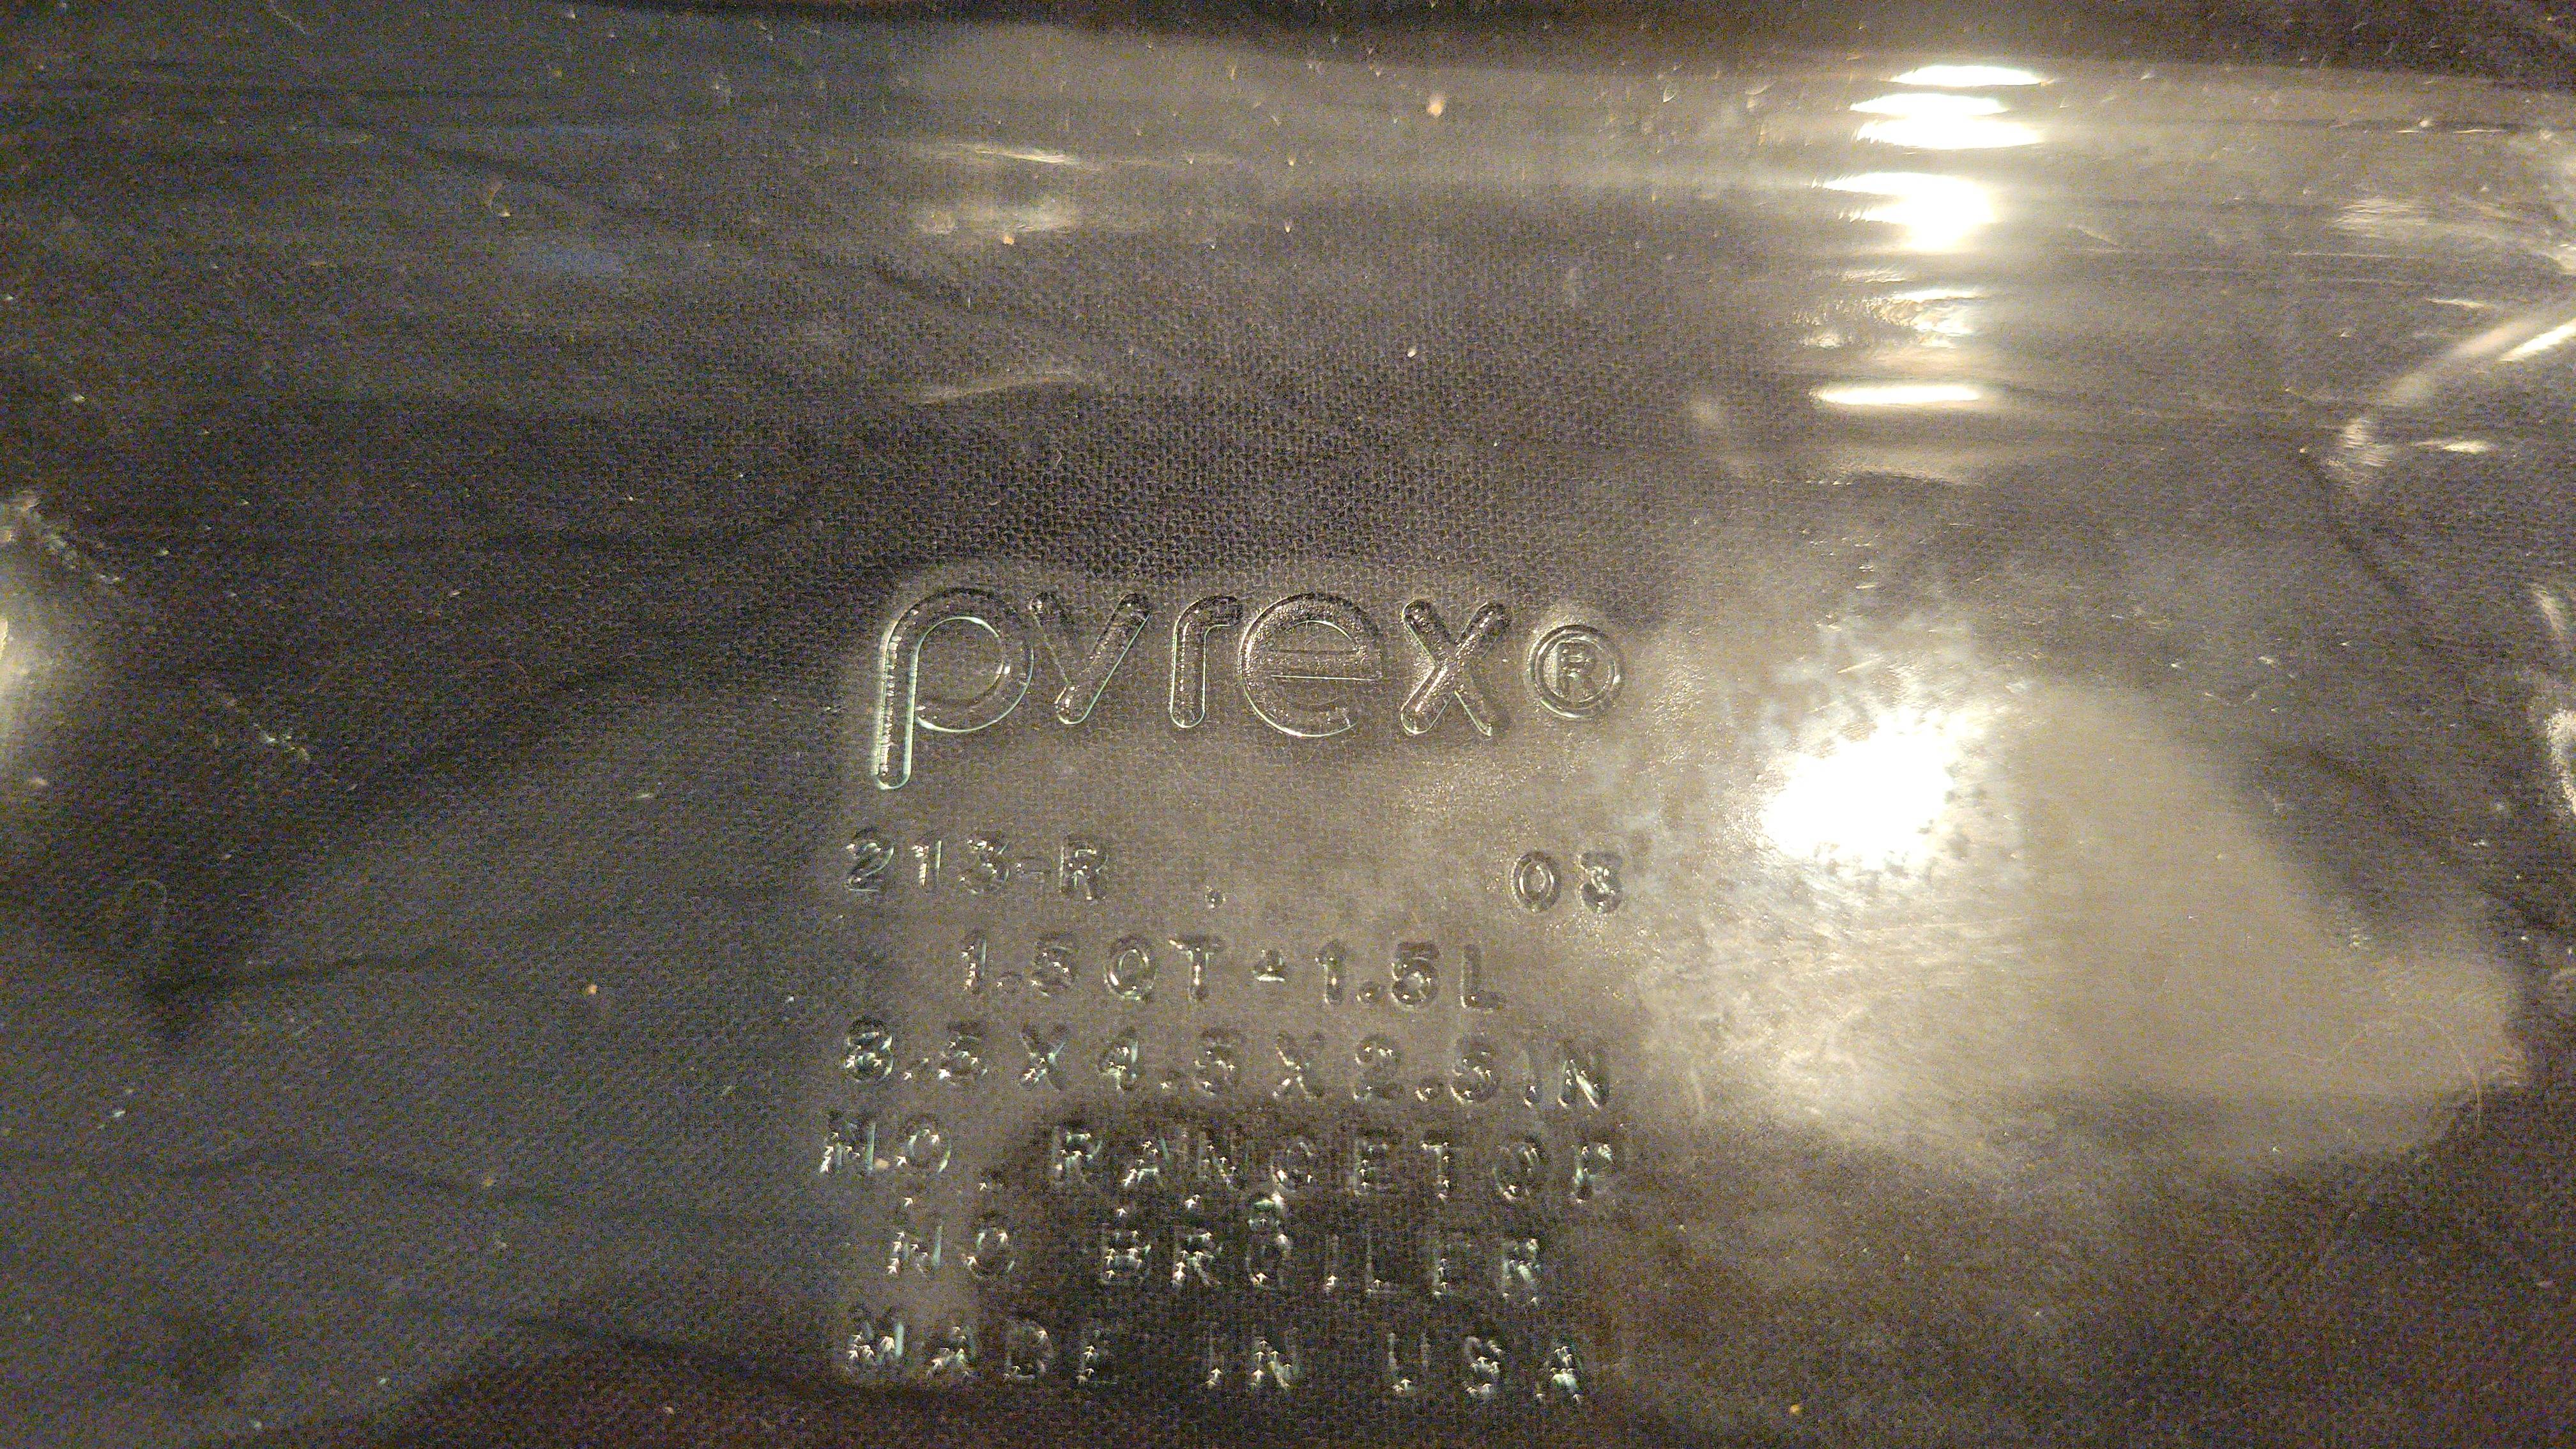 pyrex®
213-R 03
1.5QT-1.5L
8.5X4.5X2.5IN
NO RANGETOP
NO BROILER
MADE IN USA